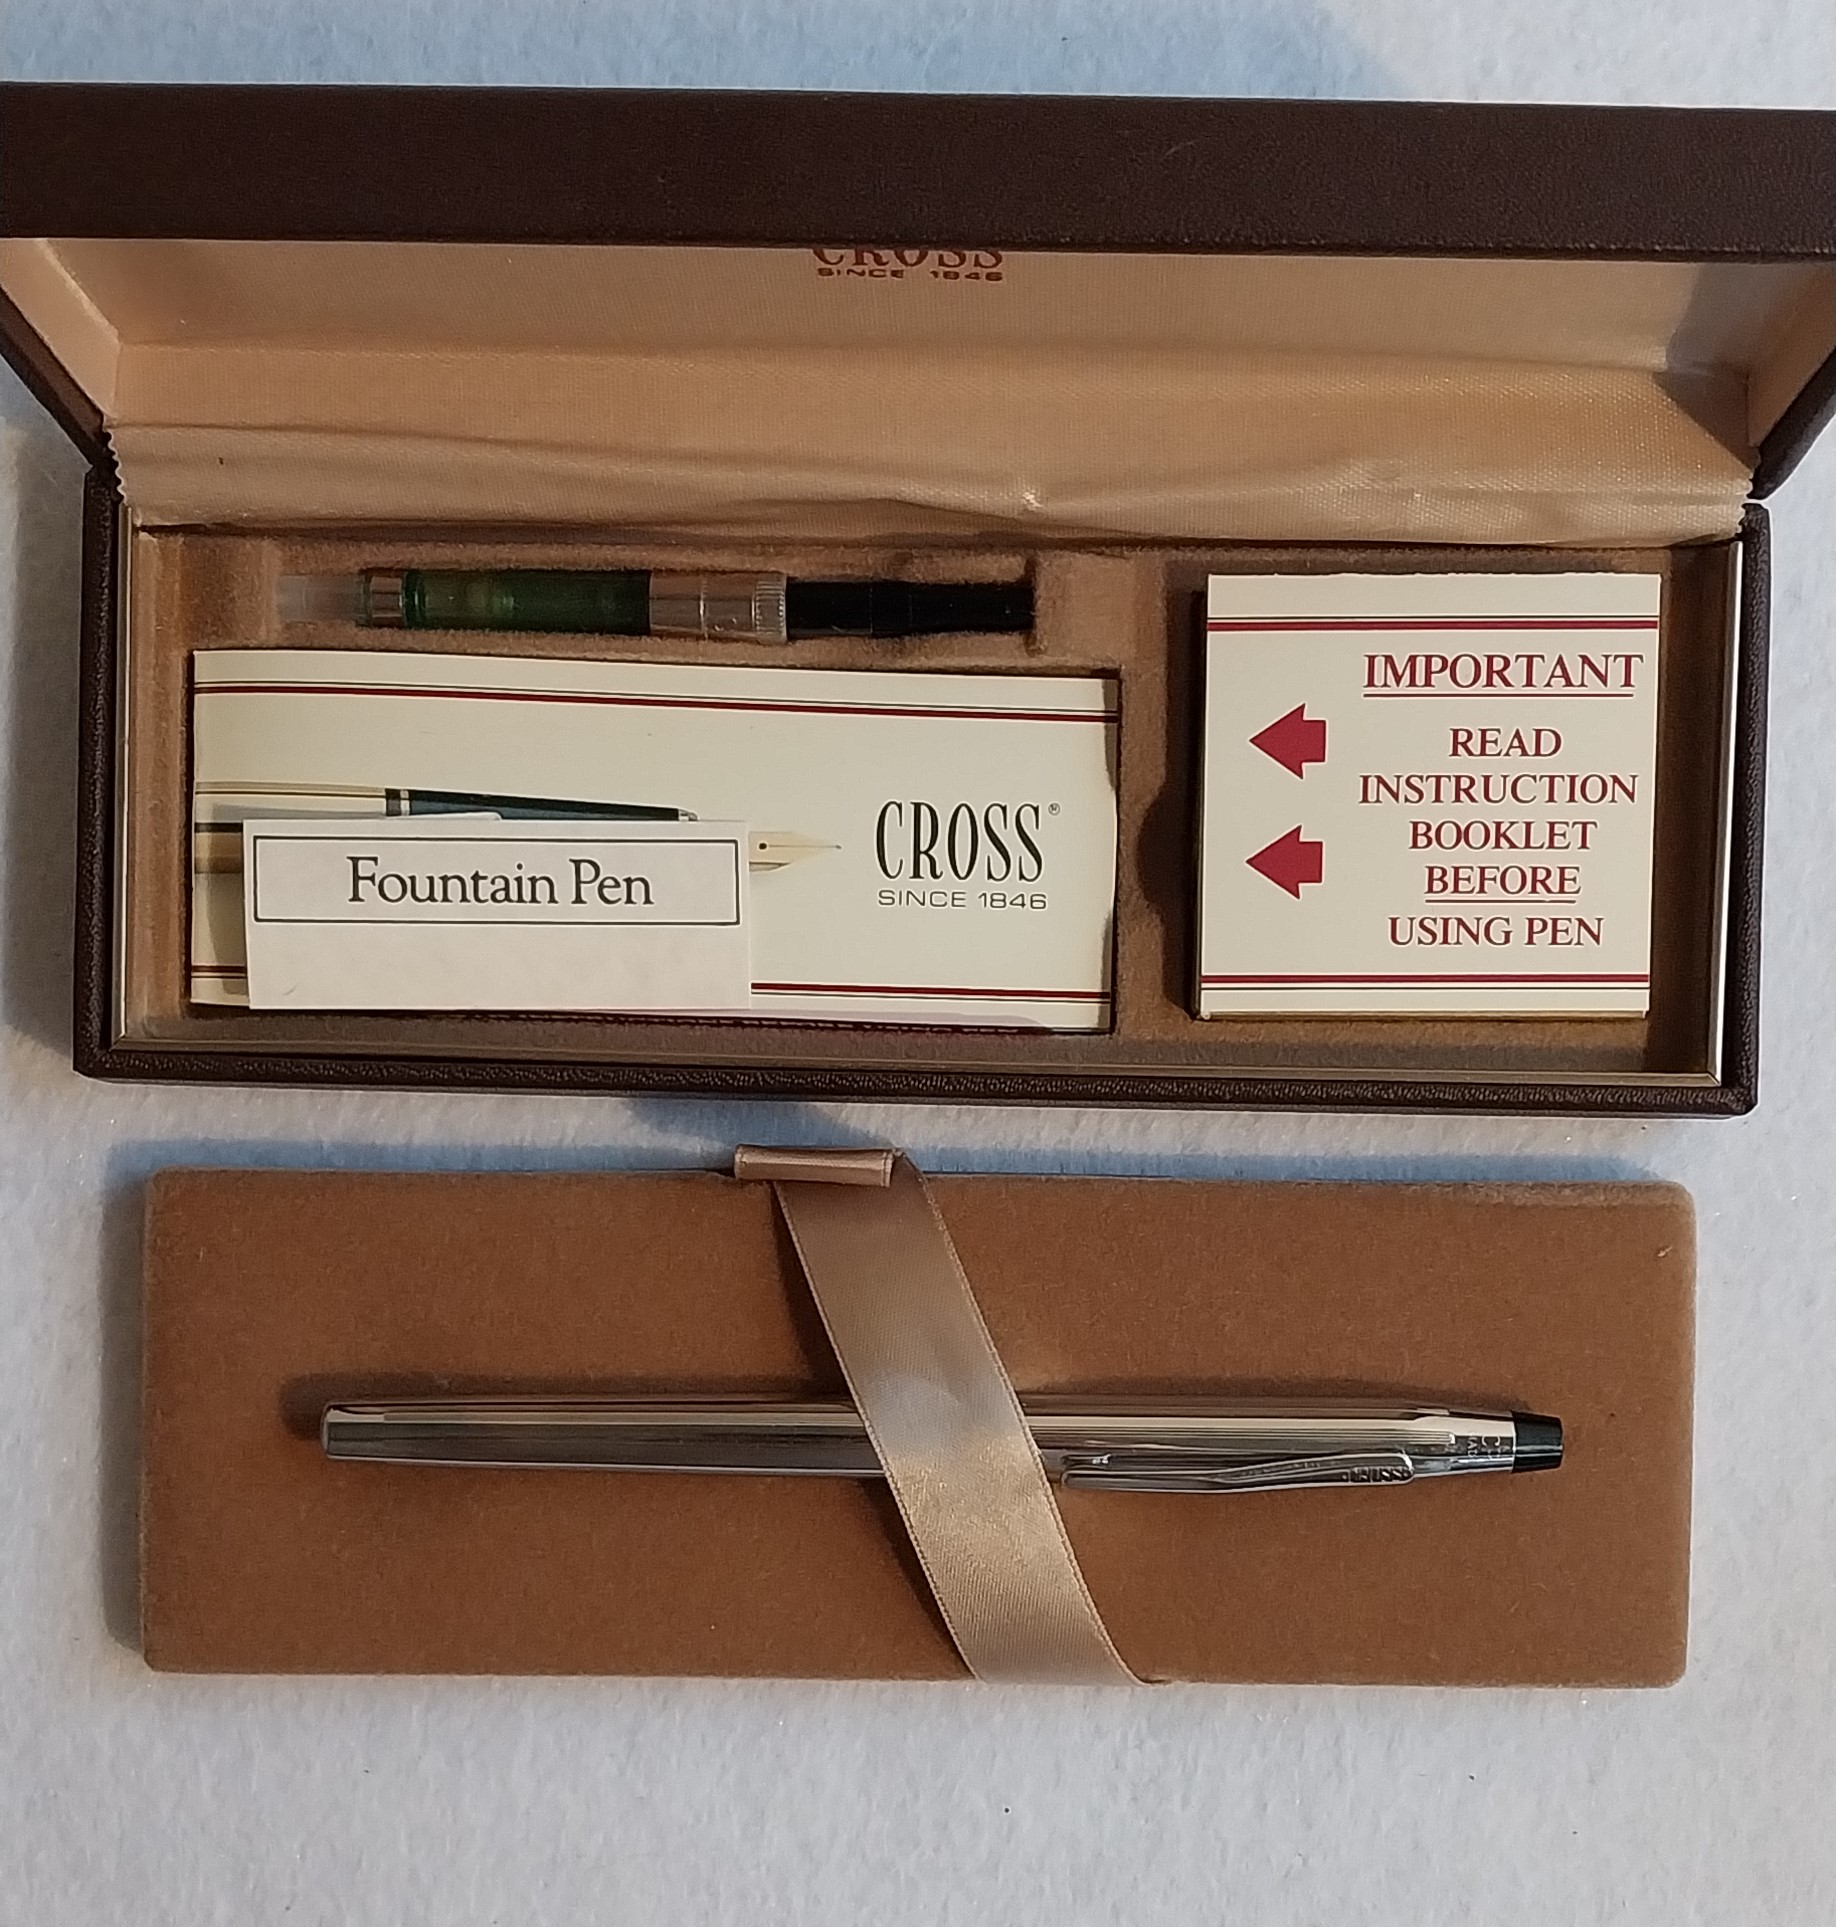 CROSS
SINCE 1846
CROSS®
SINCE 1846
Fountain Pen
IMPORTANT
READ
INSTRUCTION
BOOKLET
BEFORE
USING PEN
CROSS